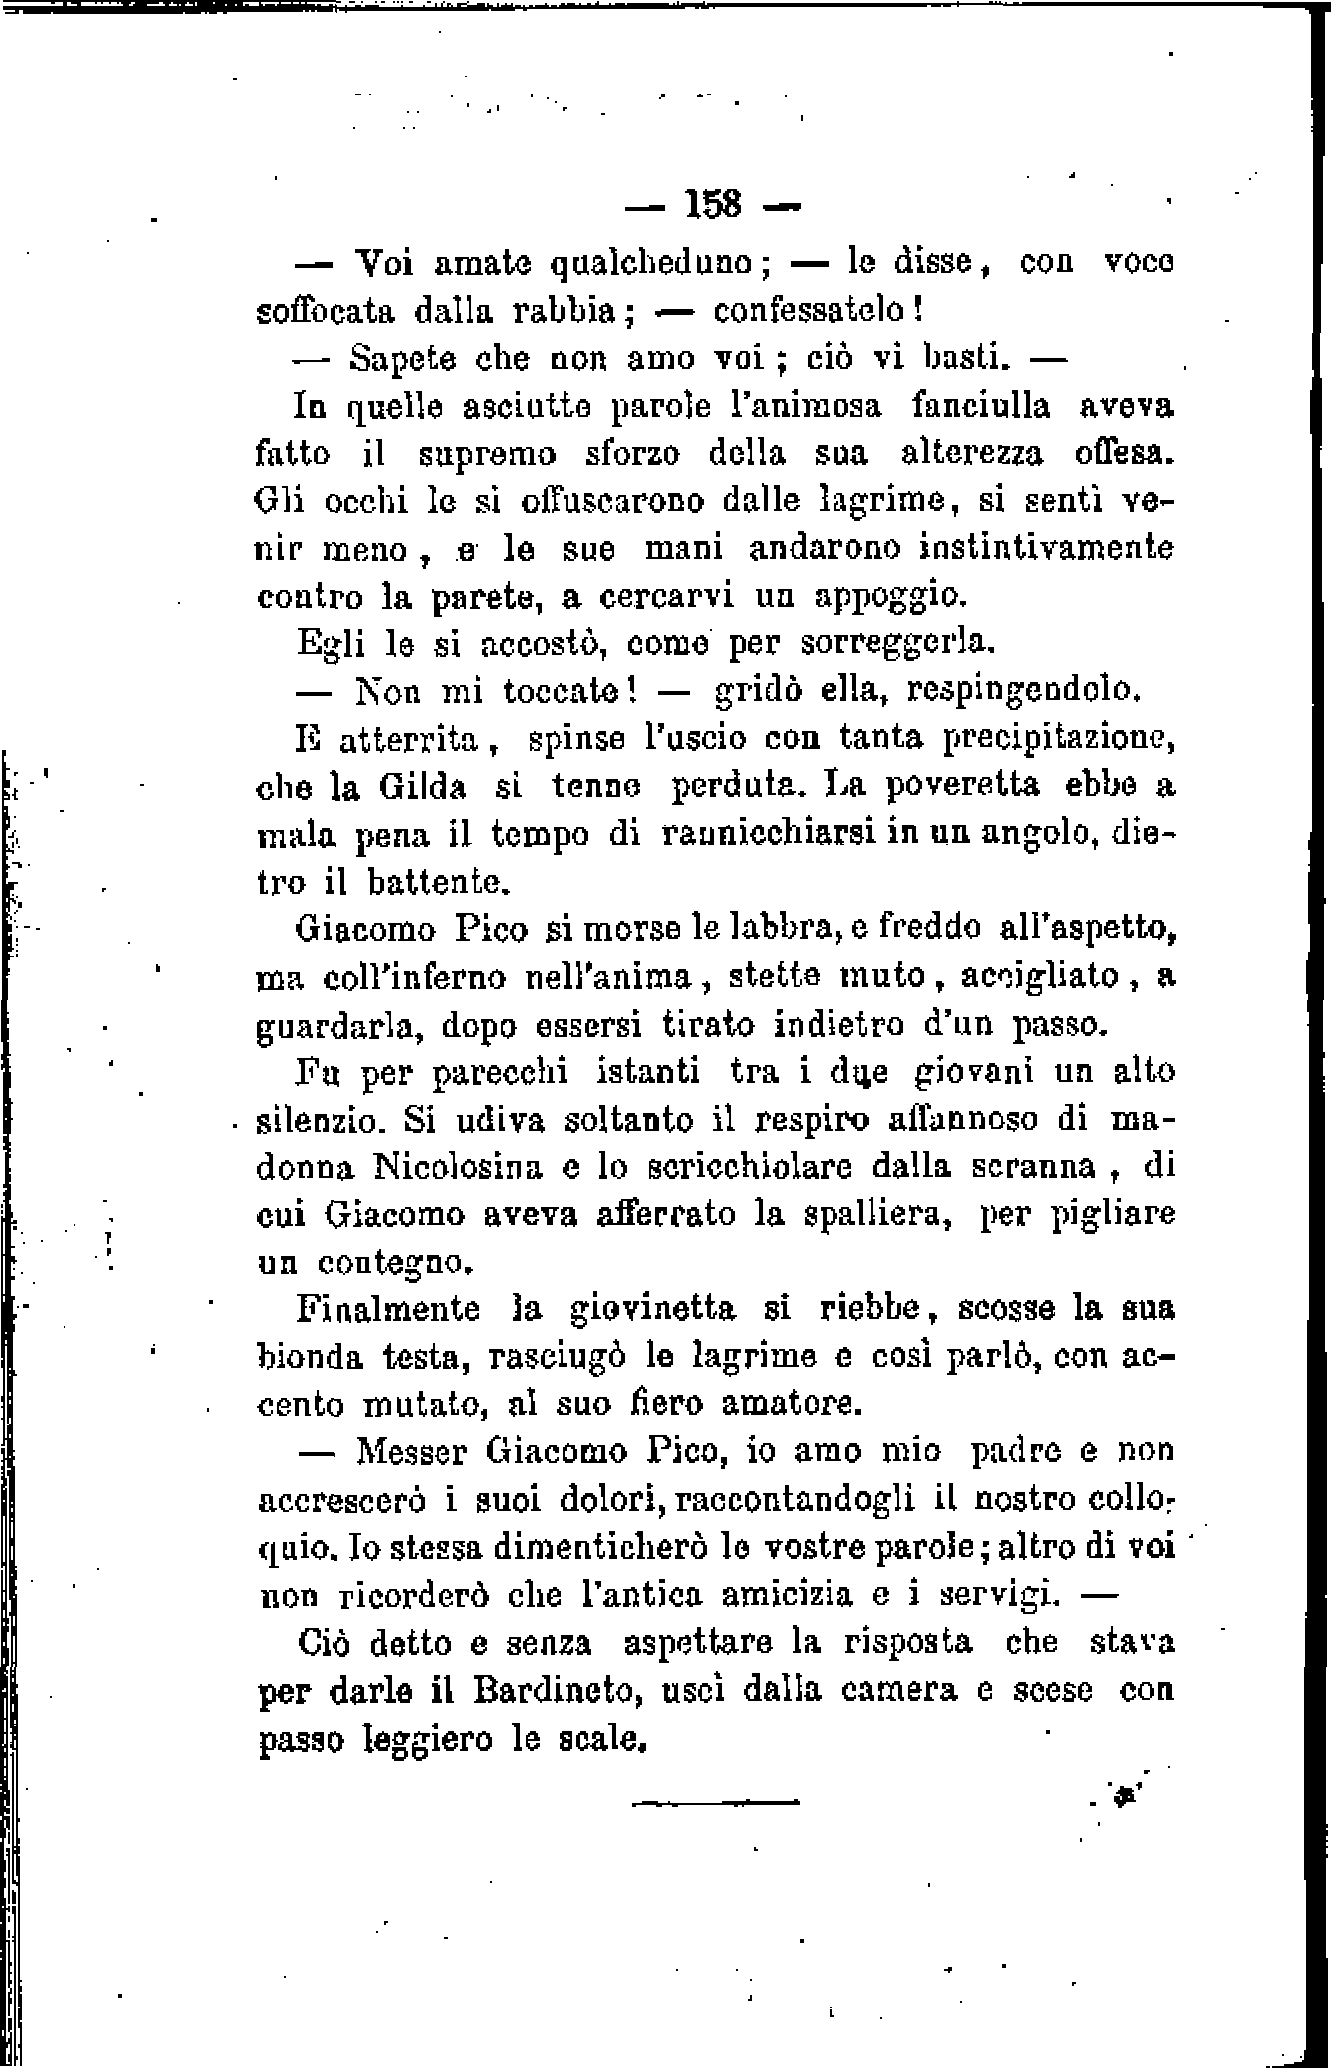 — 158 —
— Voi amate qualcheduno; — le disse, con voce
soffocata dalla rabbia; — confessatelo!
— Sapete che non amo voi; ciò vi basti. —
In quelle asciutte parole l'animosa fanciulla aveva
fatto il supremo sforzo della sua alterezza offesa.
Gli occhi le si offuscarono dalle lagrime, si sentì ve-
nir meno, e le sue mani andarono instintivamente
contro la parete, a cercarvi un appoggio.
Egli le si accostò, come per sorreggerla.
— Non mi toccate! — gridò ella, respingendolo.
E atterrita, spinse l'uscio con tanta precipitazione,
che la Gilda si tenne perduta. La poveretta ebbe a
mala pena il tempo di raunicchiarsi in un angolo, die-
tro il battente.
Giacomo Pico si morse le labbra, e freddo all'aspetto,
ma coll'inferno nell'anima, stette muto, accigliato, a
guardarla, dopo essersi tirato indietro d'un passo.
Fu per parecchi istanti tra i due giovani un alto
silenzio. Si udiva soltanto il respiro affannoso di ma-
donna Nicolosina e lo scricchiolare dalla scranna, di
cui Giacomo aveva afferrato la spalliera, per pigliare
un contegno.
Finalmente la giovinetta si riebbe, scosse la sua
bionda testa, rasciugò le lagrime e così parlò, con ac-
cento mutato, al suo fiero amatore.
— Messer Giacomo Pico, io amo mio padre e non
accrescerò i suoi dolori, raccontandogli il nostro collo-
quio. Io stessa dimenticherò le vostre parole; altro di voi
non ricorderò che l'antica amicizia e i servigi. —
Ciò detto e senza aspettare la risposta che stava
per darle il Bardineto, uscì dalla camera e scese con
passo leggiero le scale.